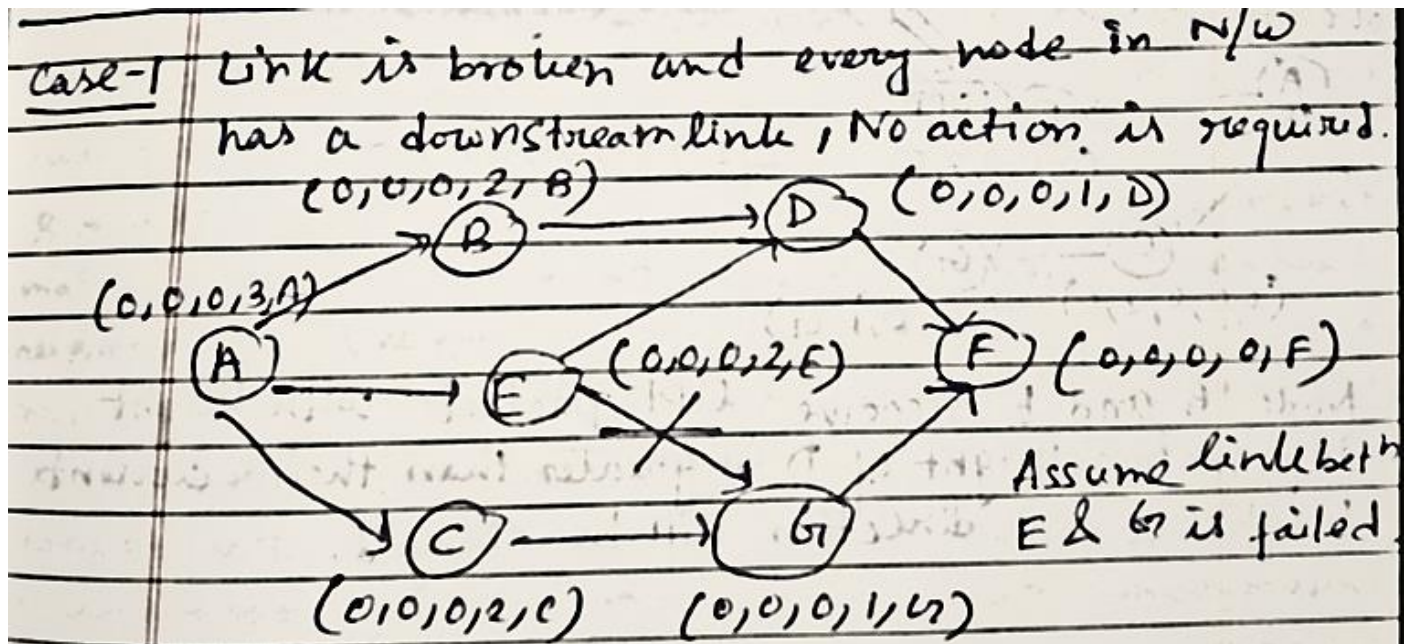 Case-1 Link is broken and every node in N/W
has a downstream link, No action is required.
(0,0,0,2,B)
(0,0,0,1,D)
B
D
(0,0,0,3,A)
A
E
(0,0,0,2,E)
F
(0,0,0,0,F)
Assume link betn
E & G is failed.
C
G
(0,0,0,2,C)
(0,0,0,1,G)